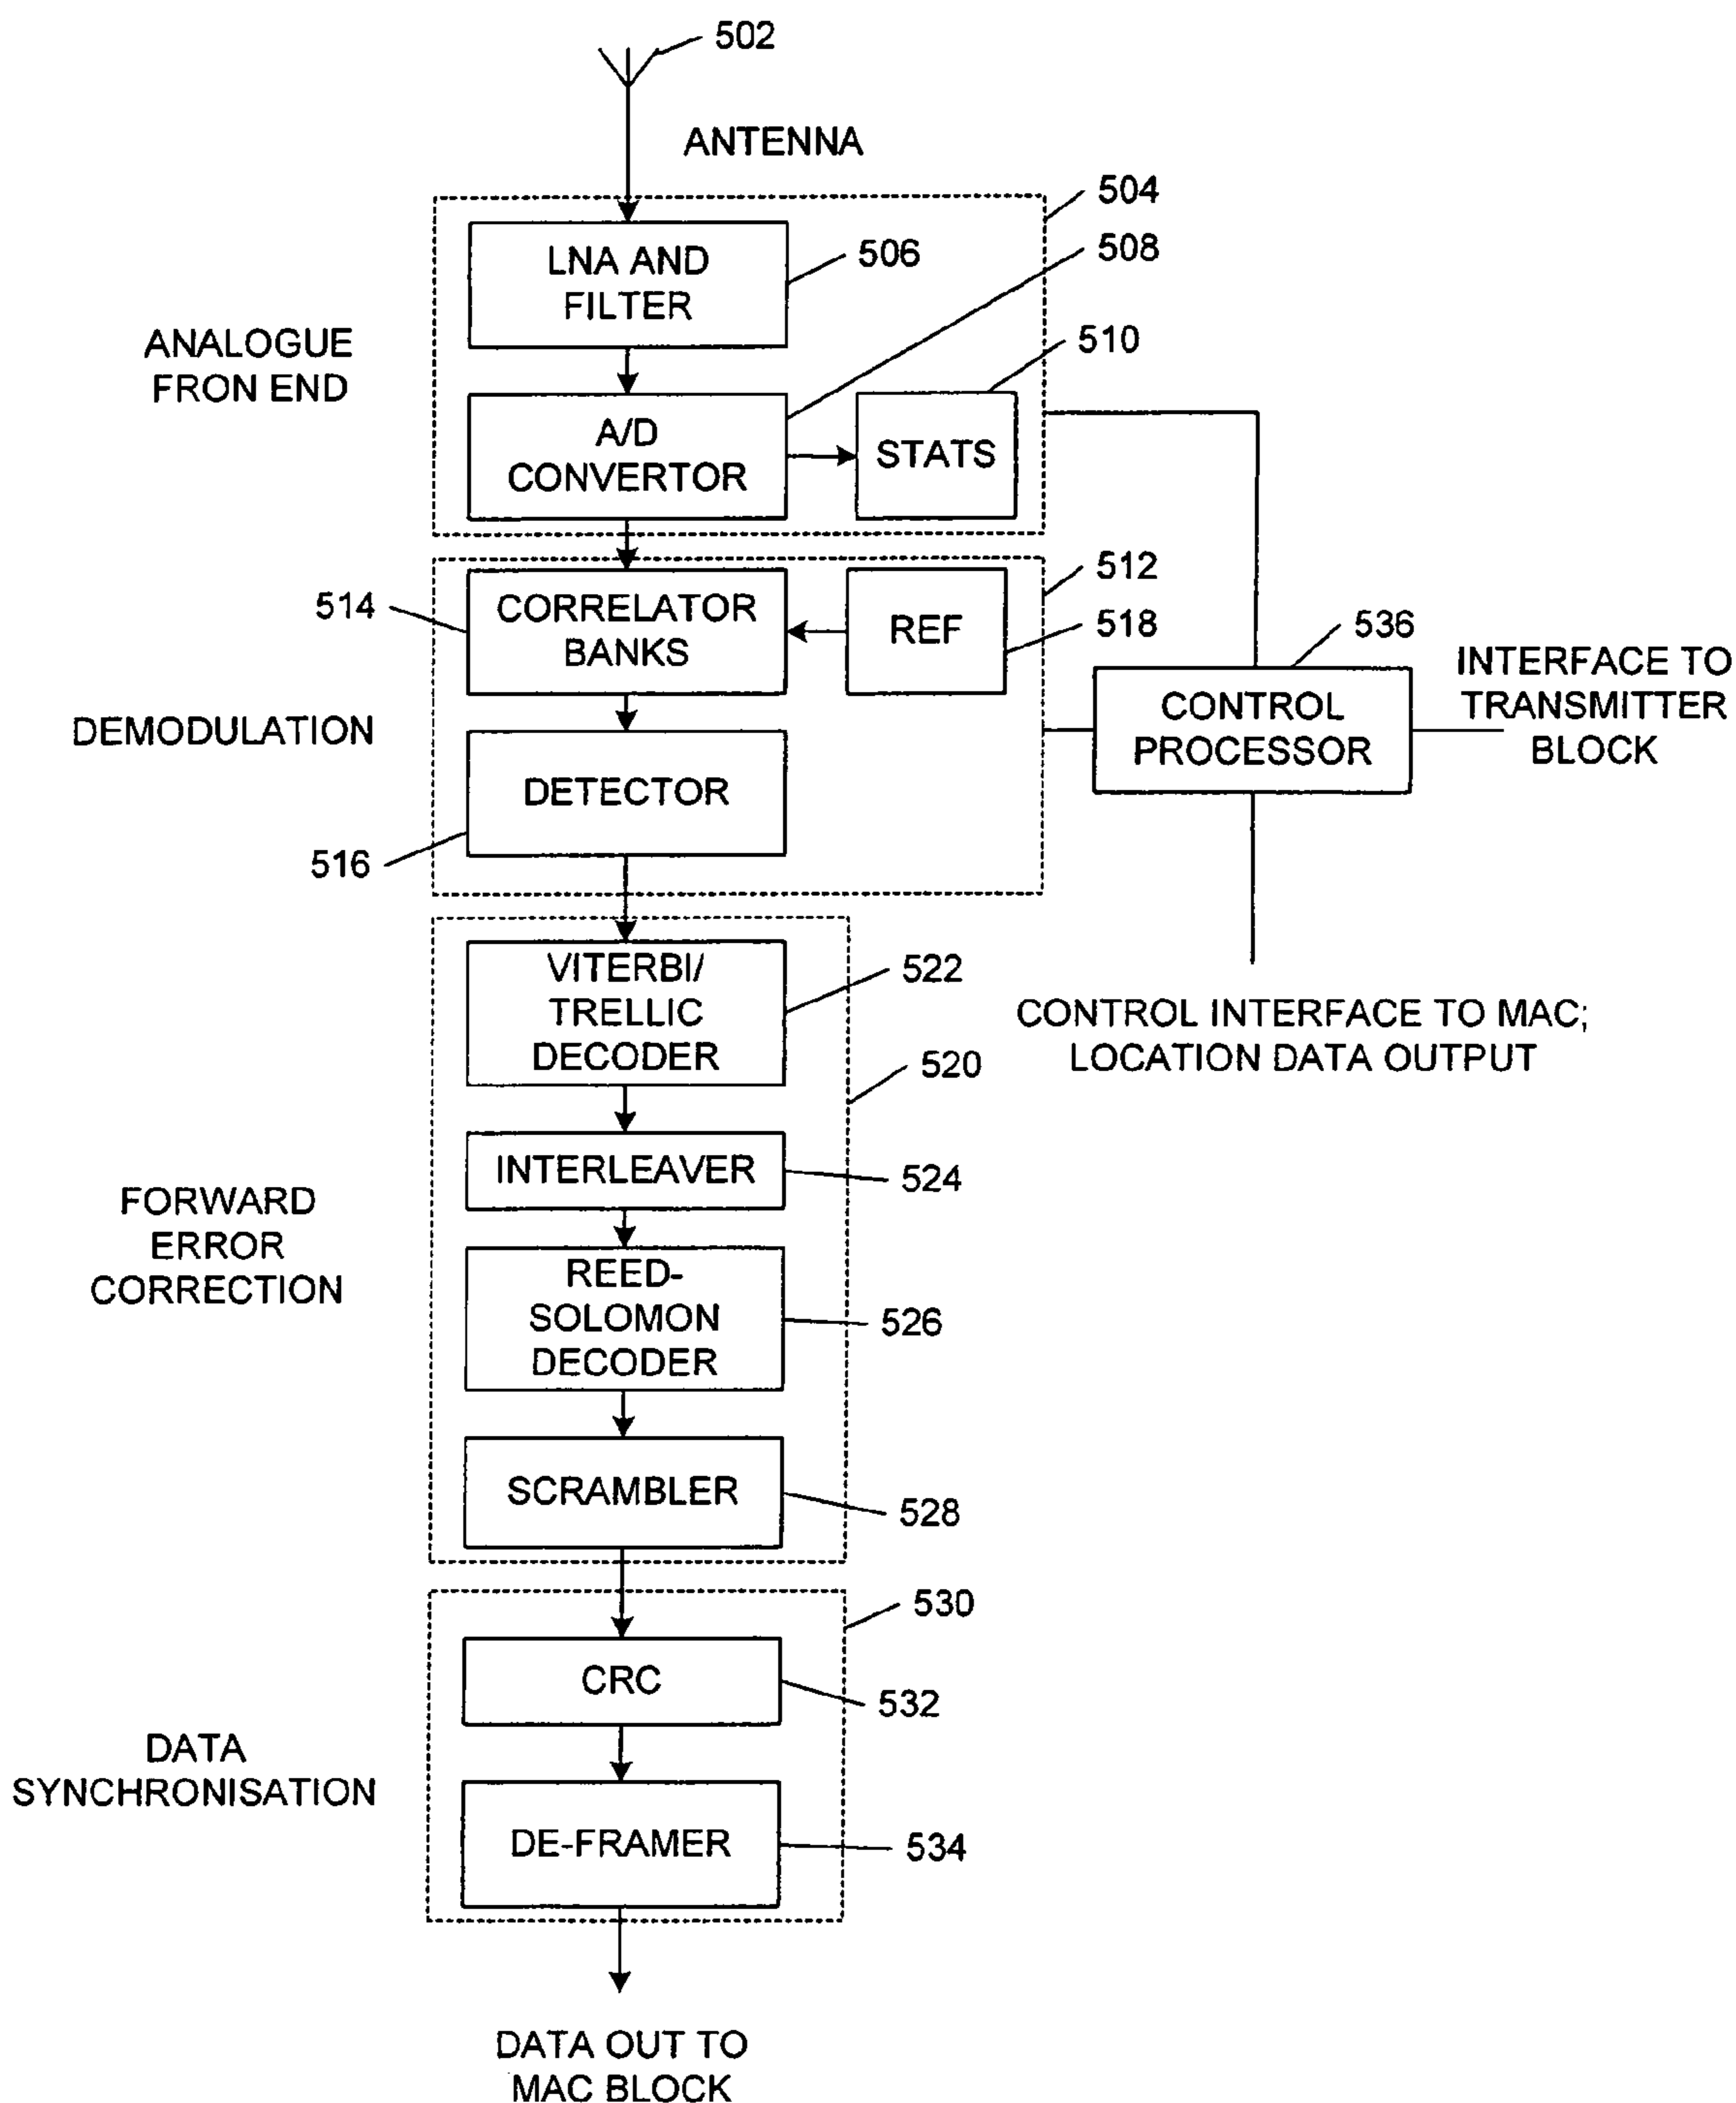 502
ANTENNA
504
LNA AND
FILTER
506
508
ANALOGUE
FRON END
510
A/D
CONVERTOR
STATS
512
514
CORRELATOR
BANKS
REF
518
536
INTERFACE TO
TRANSMITTER
BLOCK
CONTROL
PROCESSOR
DEMODULATION
DETECTOR
516
VITERBI/
TRELLIC
DECODER
522
CONTROL INTERFACE TO MAC;
LOCATION DATA OUTPUT
520
INTERLEAVER
524
FORWARD
ERROR
CORRECTION
REED-
SOLOMON
DECODER
526
SCRAMBLER
528
530
CRC
532
DATA
SYNCHRONISATION
DE-FRAMER
534
DATA OUT TO
MAC BLOCK